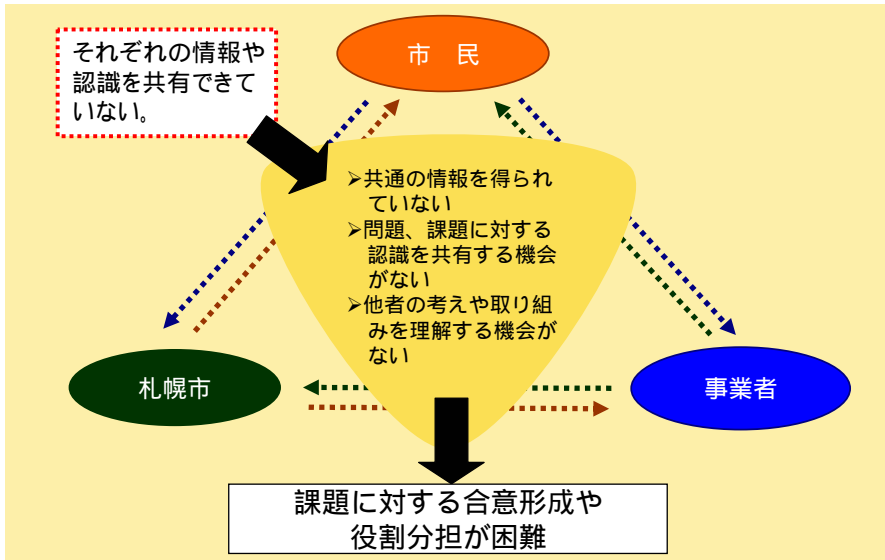 それぞれの情報や
認識を共有できて
いない。
市　民
➢共通の情報を得られ
ていない
➢問題、課題に対する
認識を共有する機会
がない
➢他者の考えや取り組
みを理解する機会が
ない
札幌市
事業者
課題に対する合意形成や
役割分担が困難